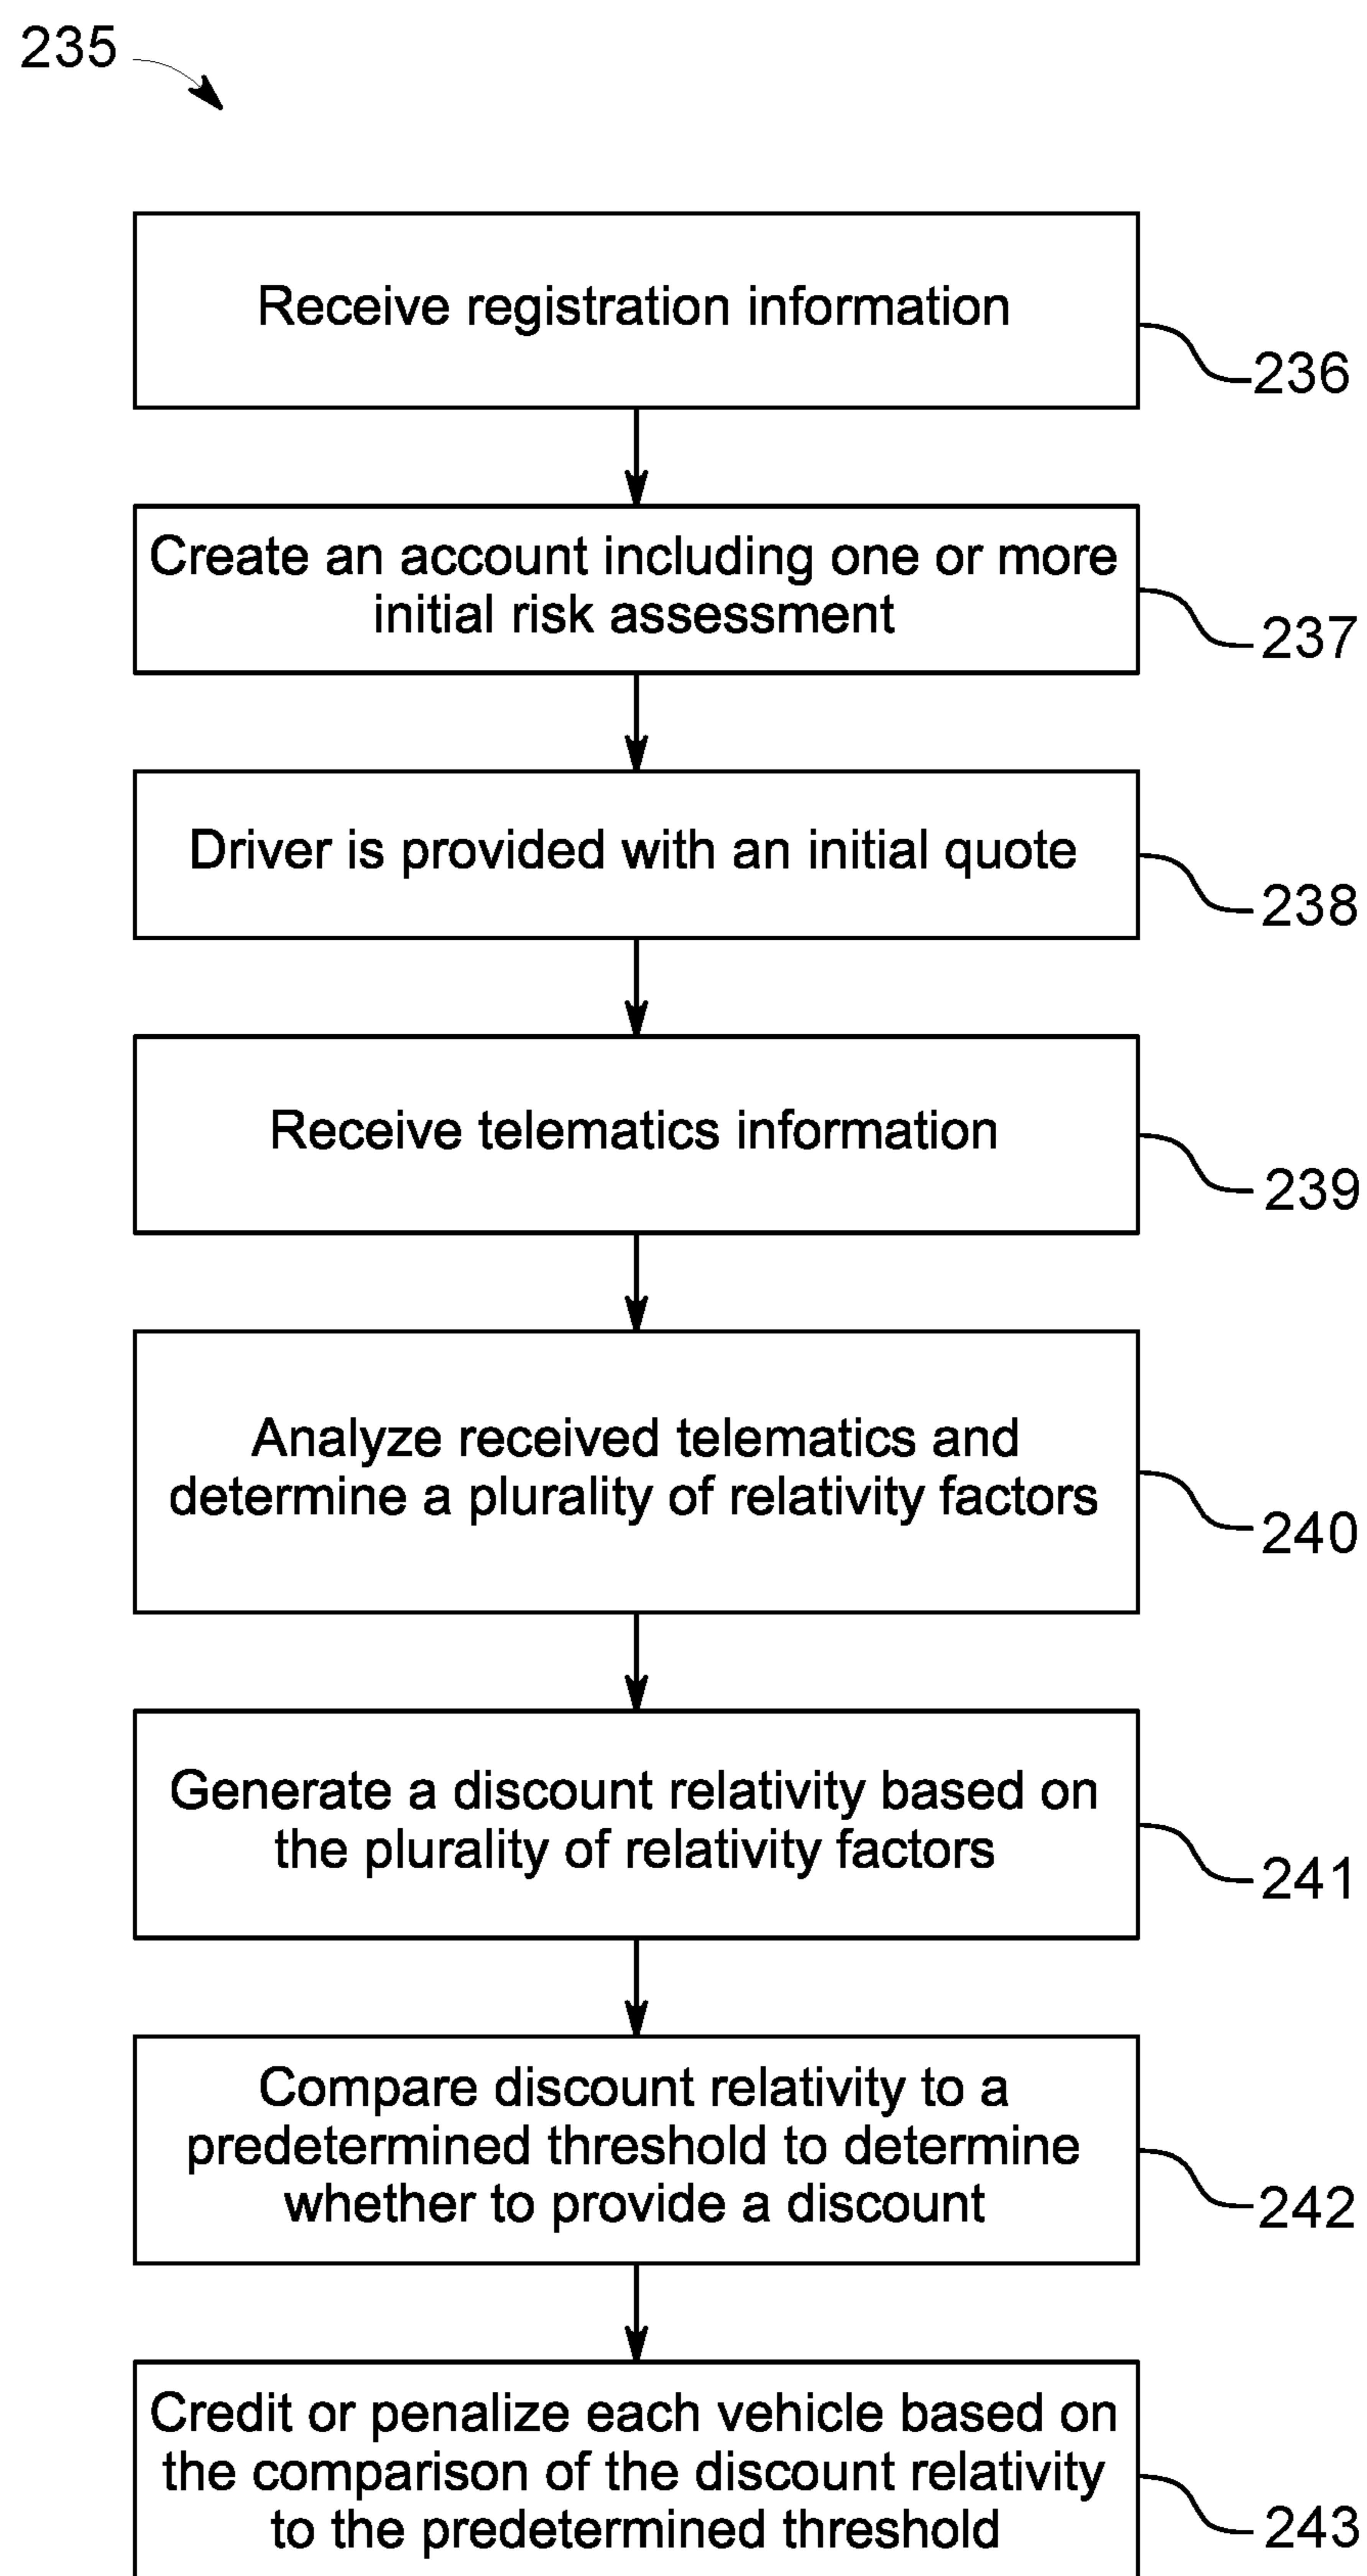 235
Receive registration information
236
Create an account including one or more
initial risk assessment
237
Driver is provided with an initial quote
238
Receive telematics information
239
Analyze received telematics and
determine a plurality of relativity factors
240
Generate a discount relativity based on
the plurality of relativity factors
241
Compare discount relativity to a
predetermined threshold to determine
whether to provide a discount
242
Credit or penalize each vehicle based on
the comparison of the discount relativity
to the predetermined threshold
243